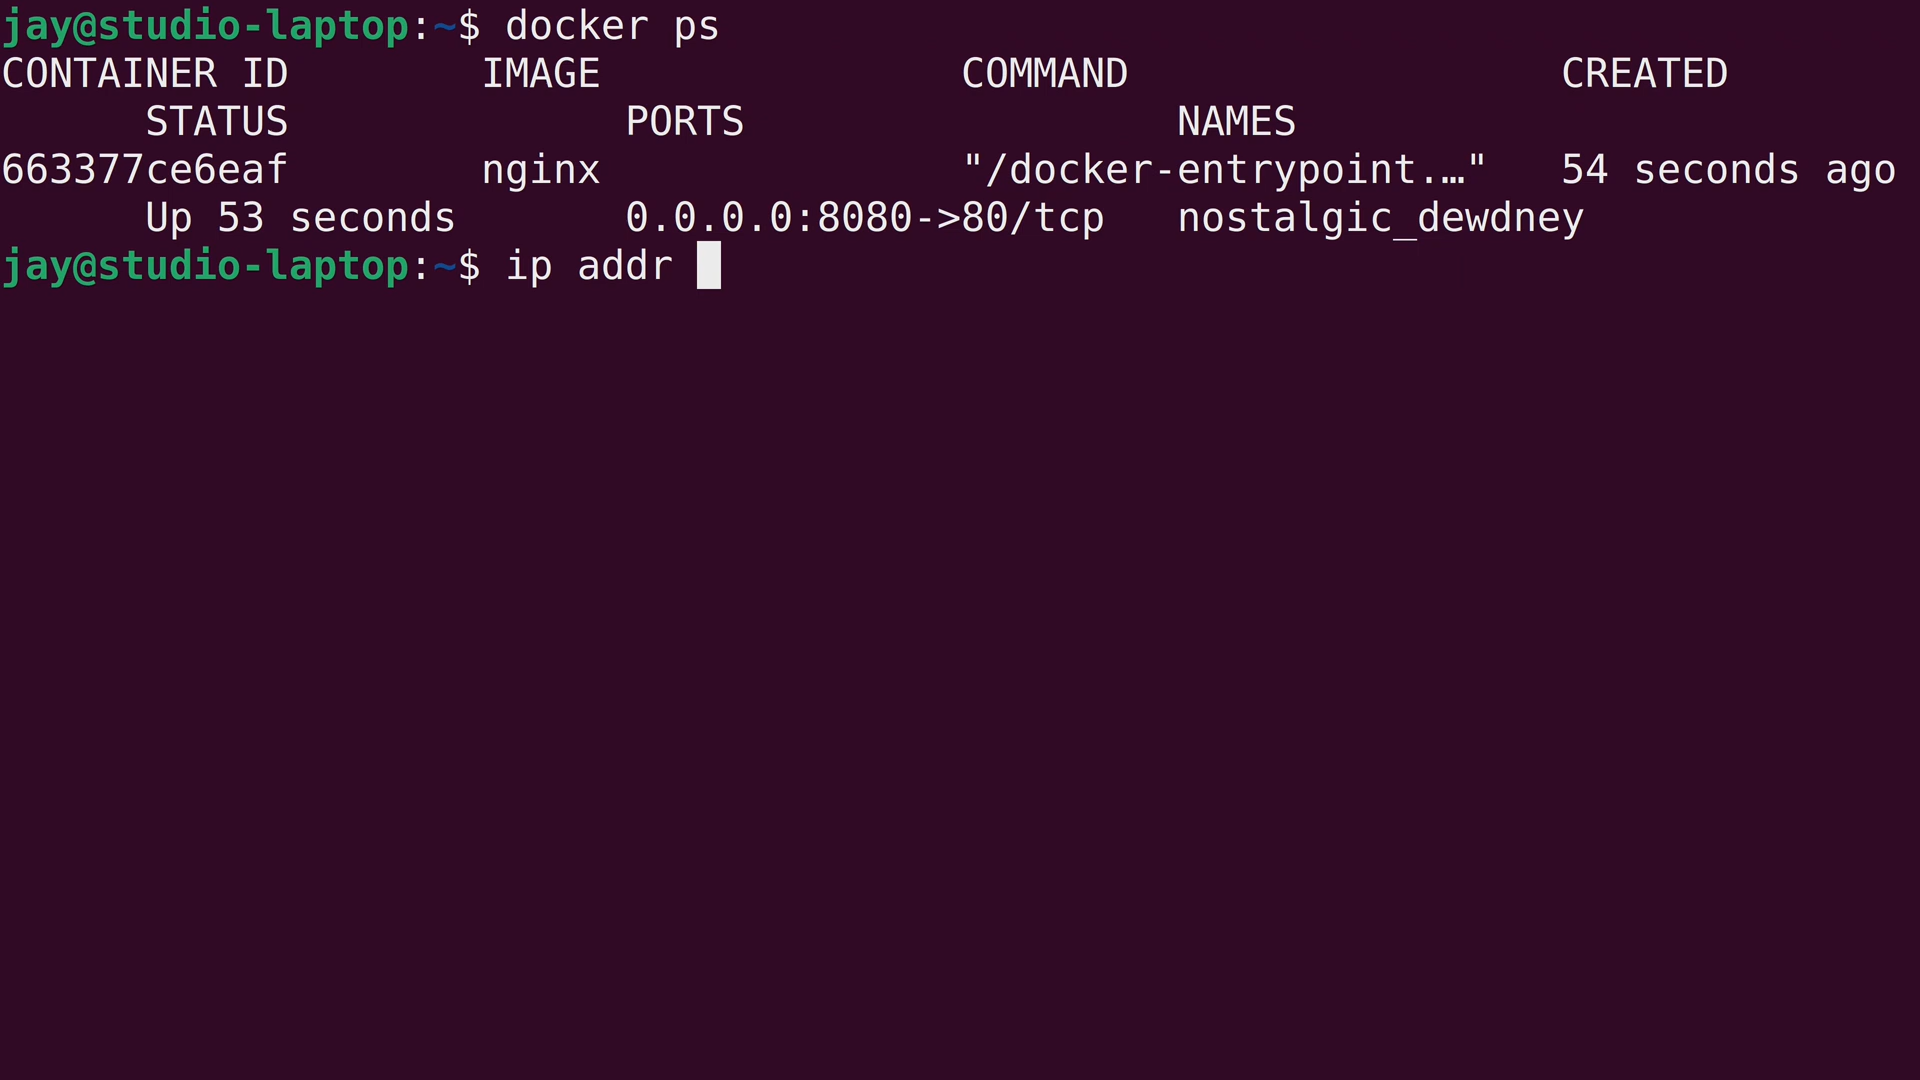 jay@studio-laptop:~$ docker ps
CONTAINER ID        IMAGE               COMMAND                  CREATED
      STATUS              PORTS                  NAMES
663377ce6eaf        nginx               "/docker-entrypoint.…"   54 seconds ago
      Up 53 seconds       0.0.0.0:8080->80/tcp   nostalgic_dewdney
jay@studio-laptop:~$ ip addr